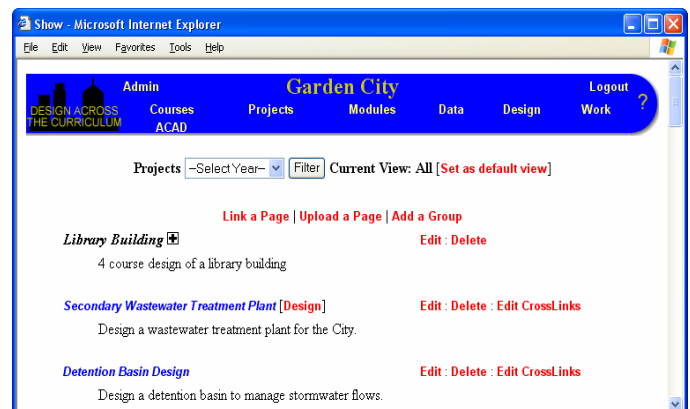 Show - Microsoft Internet Explorer
File Edit View Favorites Tools Help
Admin Garden City Logout
DESIGN ACROSS THE CURRICULUM
Courses Projects Modules Data Design Work ?
ACAD
Projects --Select Year-- Filter Current View: All [Set as default view]
Link a Page | Upload a Page | Add a Group
Library Building Edit : Delete
4 course design of a library building
Secondary Wastewater Treatment Plant [Design] Edit : Delete : Edit CrossLinks
Design a wastewater treatment plant for the City.
Detention Basin Design Edit : Delete : Edit CrossLinks
Design a detention basin to manage stormwater flows.